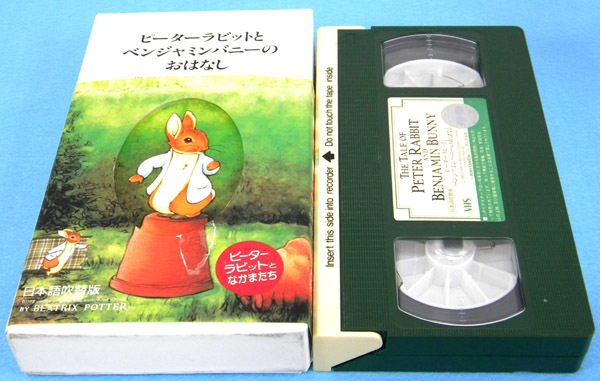 ピーターラビットと
ベンジャミンバニーの
おはなし
ピーター
ラビットと
なかまたち
日本語吹替版
BY BEATRIX POTTER
Insert this side into recorder
Do not touch the tape inside
THE TALE OF
PETER RABBIT
AND
BENJAMIN BUNNY
VHS